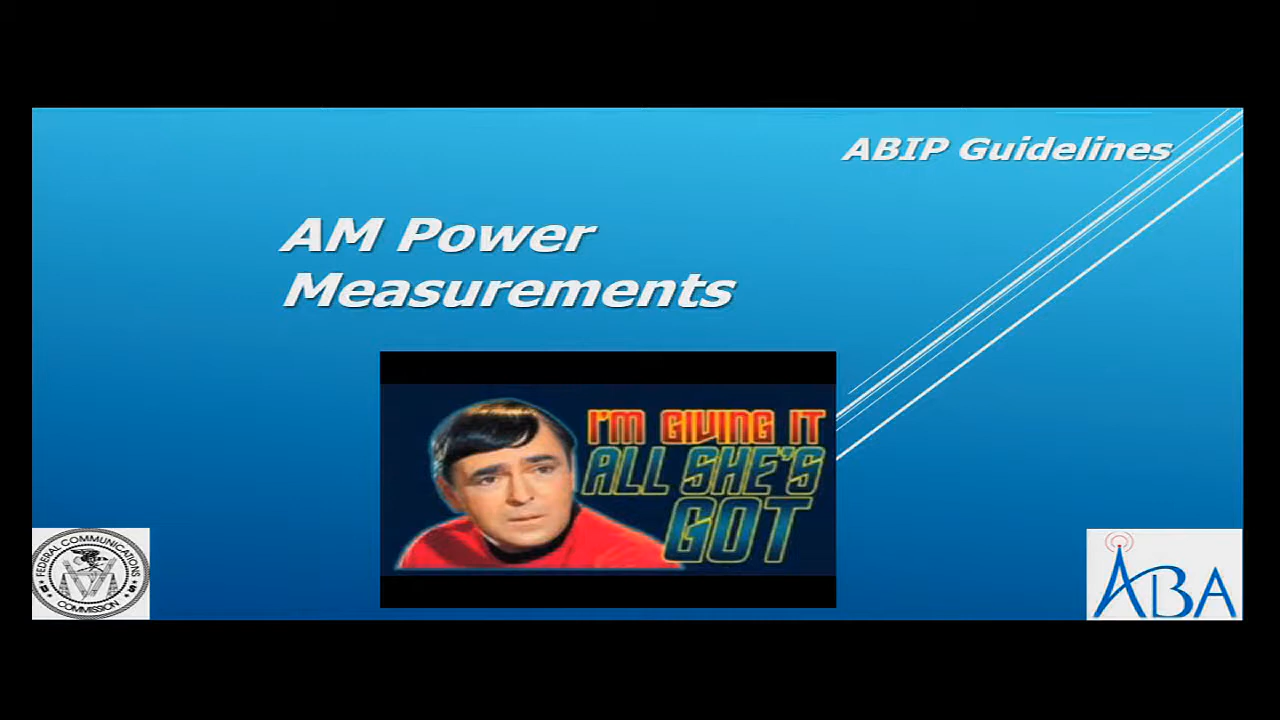 ABIP Guidelines
AM Power
Measurements
I'M GIVING IT
ALL SHE'S
GOT
FEDERAL COMMUNICATIONS
COMMISSION
ABA